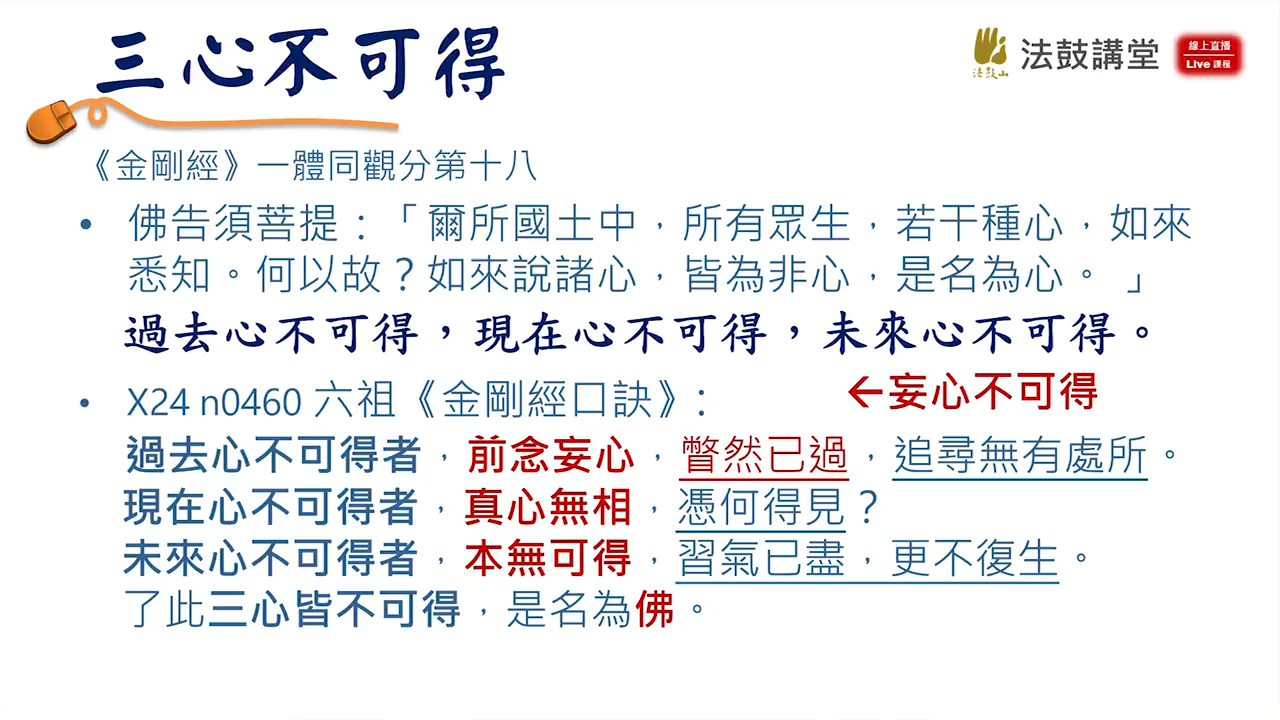 三心不可得
法鼓山
法鼓講堂
線上直播
Live 課程
《金剛經》一體同觀分第十八
• 佛告須菩提：「爾所國土中，所有眾生，若干種心，如來
悉知。何以故？如來說諸心，皆為非心，是名為心。」
過去心不可得，現在心不可得，未來心不可得。
←妄心不可得
• X24 n0460 六祖《金剛經口訣》：
過去心不可得者，前念妄心，瞥然已過，追尋無有處所。
現在心不可得者，真心無相，憑何得見？
未來心不可得者，本無可得，習氣已盡，更不復生。
了此三心皆不可得，是名為佛。